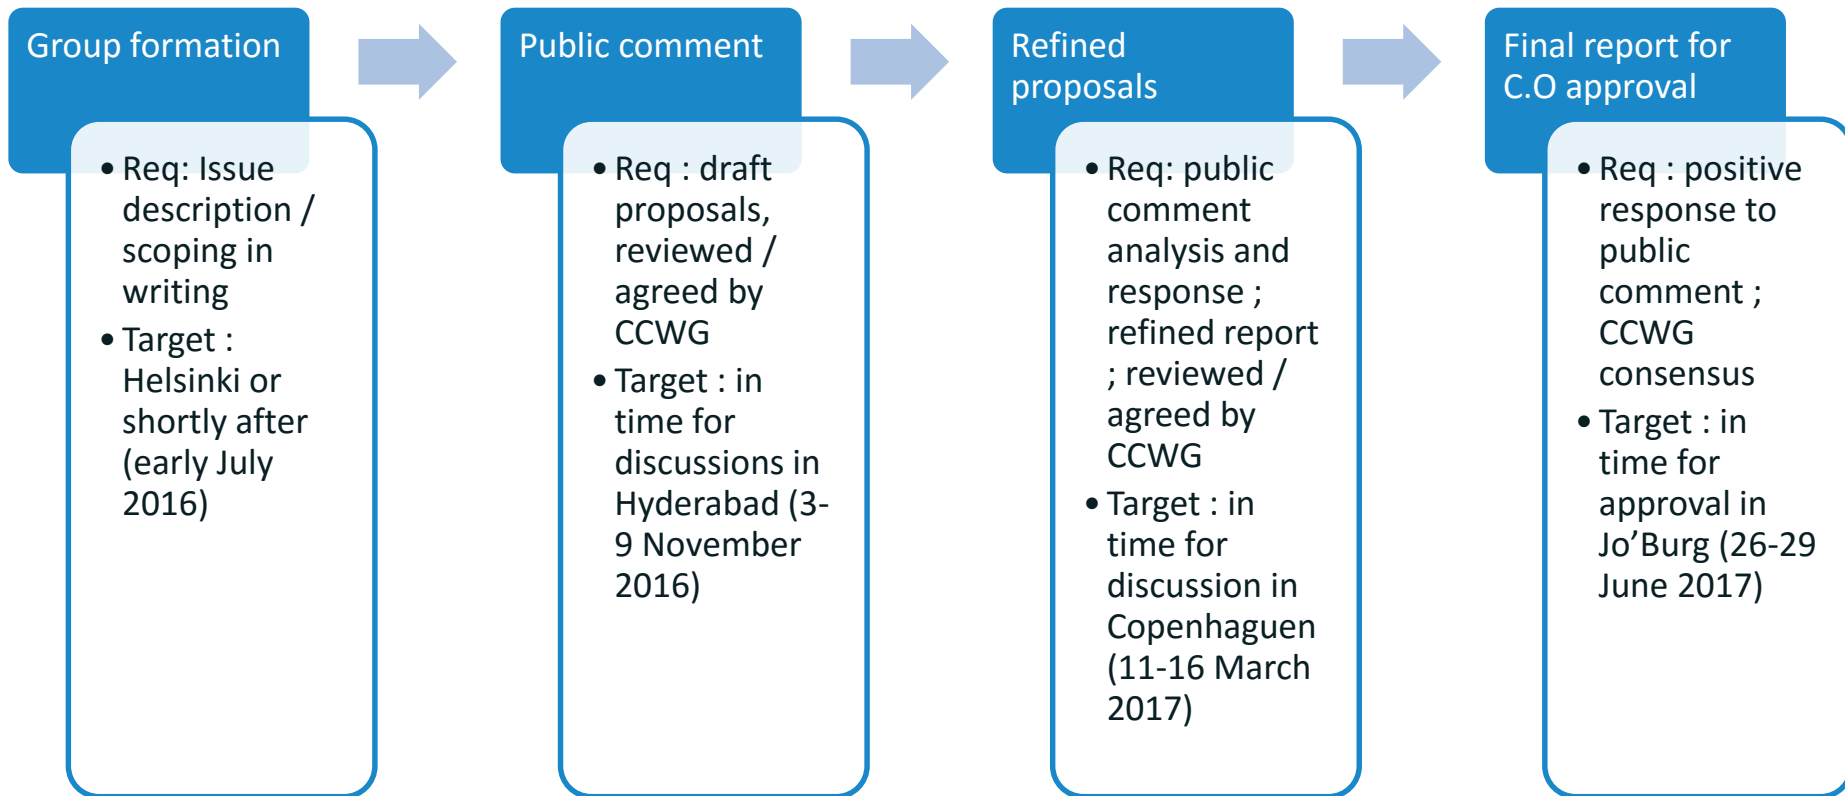 Group formation
• Req: Issue
description /
scoping in
writing
• Target :
Helsinki or
shortly after
(early July
2016)
Public comment
• Req : draft
proposals,
reviewed /
agreed by
CCWG
• Target : in
time for
discussions in
Hyderabad (3-
9 November
2016)
Refined
proposals
• Req: public
comment
analysis and
response ;
refined report
; reviewed /
agreed by
CCWG
• Target : in
time for
discussion in
Copenhaguen
(11-16 March
2017)
Final report for
C.O approval
• Req : positive
response to
public
comment ;
CCWG
consensus
• Target : in
time for
approval in
Jo’Burg (26-29
June 2017)